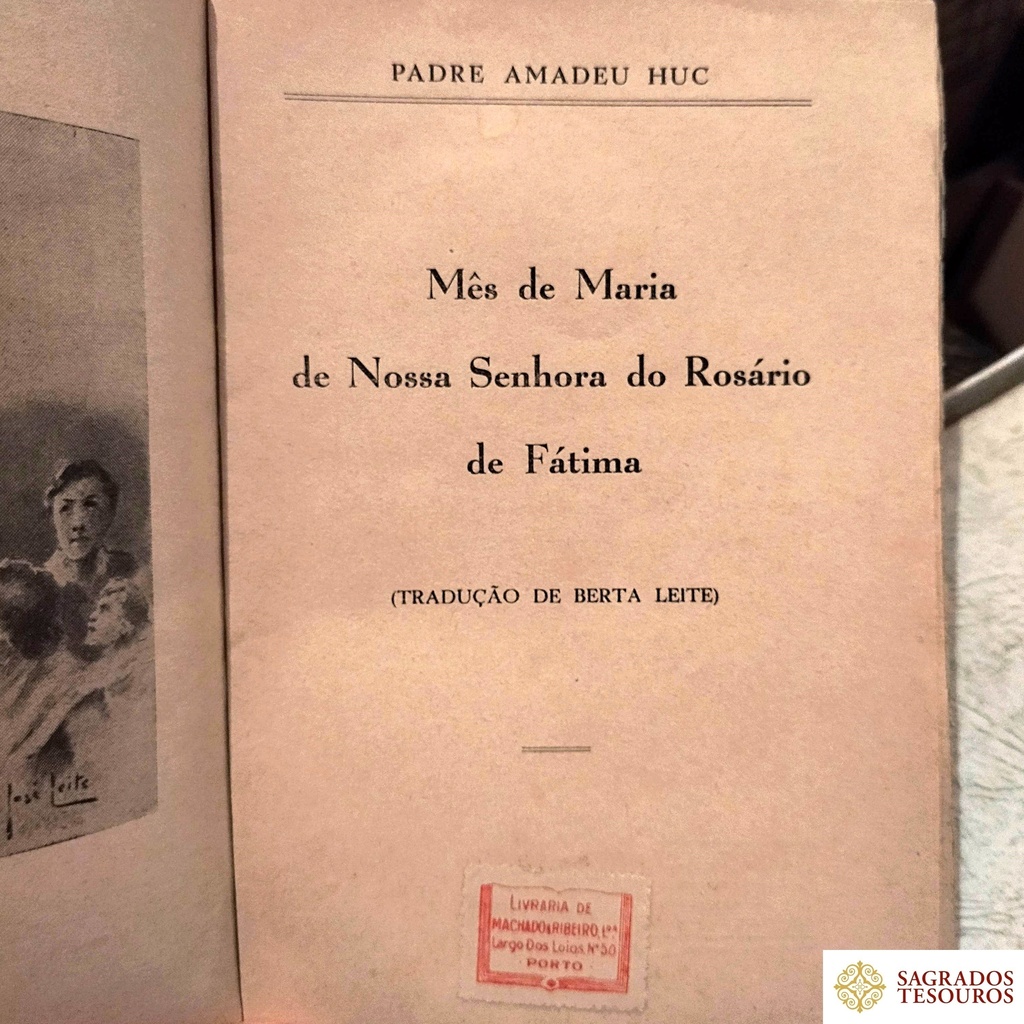 PADRE AMADEU HUC
Mês de Maria
de Nossa Senhora do Rosário
de Fátima
(TRADUÇÃO DE BERTA LEITE)
José Leite
LIVRARIA DE
MACHADO & RIBEIRO, L.ᴰᴬ
Largo Dos Loios, Nº 50
PORTO
SAGRADOS
TESOUROS